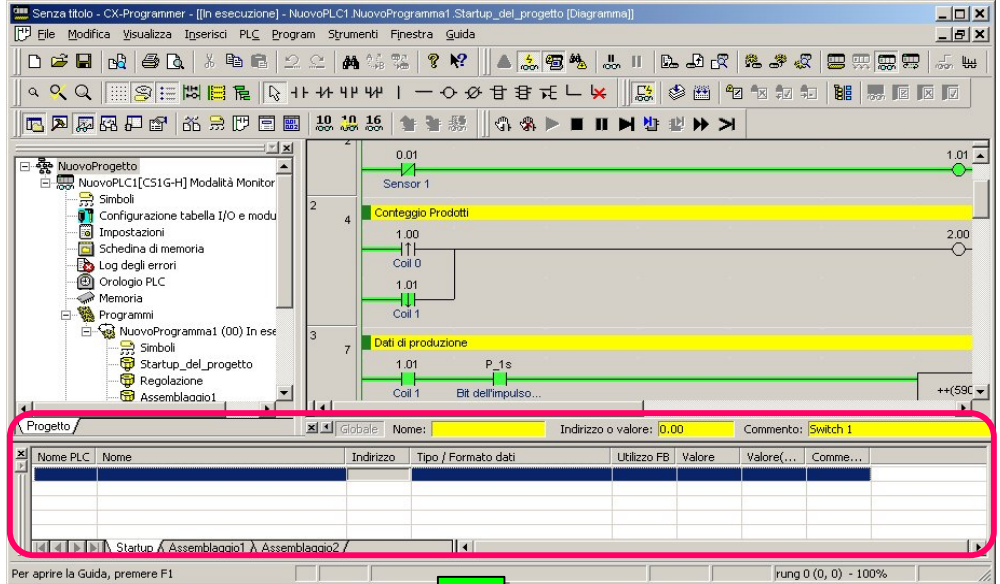 Senza titolo - CX-Programmer - [[In esecuzione] - NuovoPLC1.NuovoProgramma1.Startup_del_progetto [Diagramma]]
File Modifica Visualizza Inserisci PLC Program Strumenti Finestra Guida
10 10 16
NuovoProgetto
NuovoPLC1[CS1G-H] Modalità Monitor
Simboli
Configurazione tabella I/O e modu
Impostazioni
Schedina di memoria
Log degli errori
Orologio PLC
Memoria
Programmi
NuovoProgramma1 (00) In ese
Simboli
Startup_del_progetto
Regolazione
Assemblaggio1
Progetto
2
0.01 1.01
Sensor 1
2
4
Conteggio Prodotti
1.00 2.00
Coil 0
1.01
Coil 1
3
7
Dati di produzione
1.01 P_1s
Coil 1 Bit dell'impulso... ++(590
Globale Nome: Indirizzo o valore: 0.00 Commento: Switch 1
Nome PLC Nome Indirizzo Tipo / Formato dati Utilizzo FB Valore Valore(... Comme...
Startup Assemblaggio1 Assemblaggio2
Per aprire la Guida, premere F1 rung 0 (0, 0) - 100%